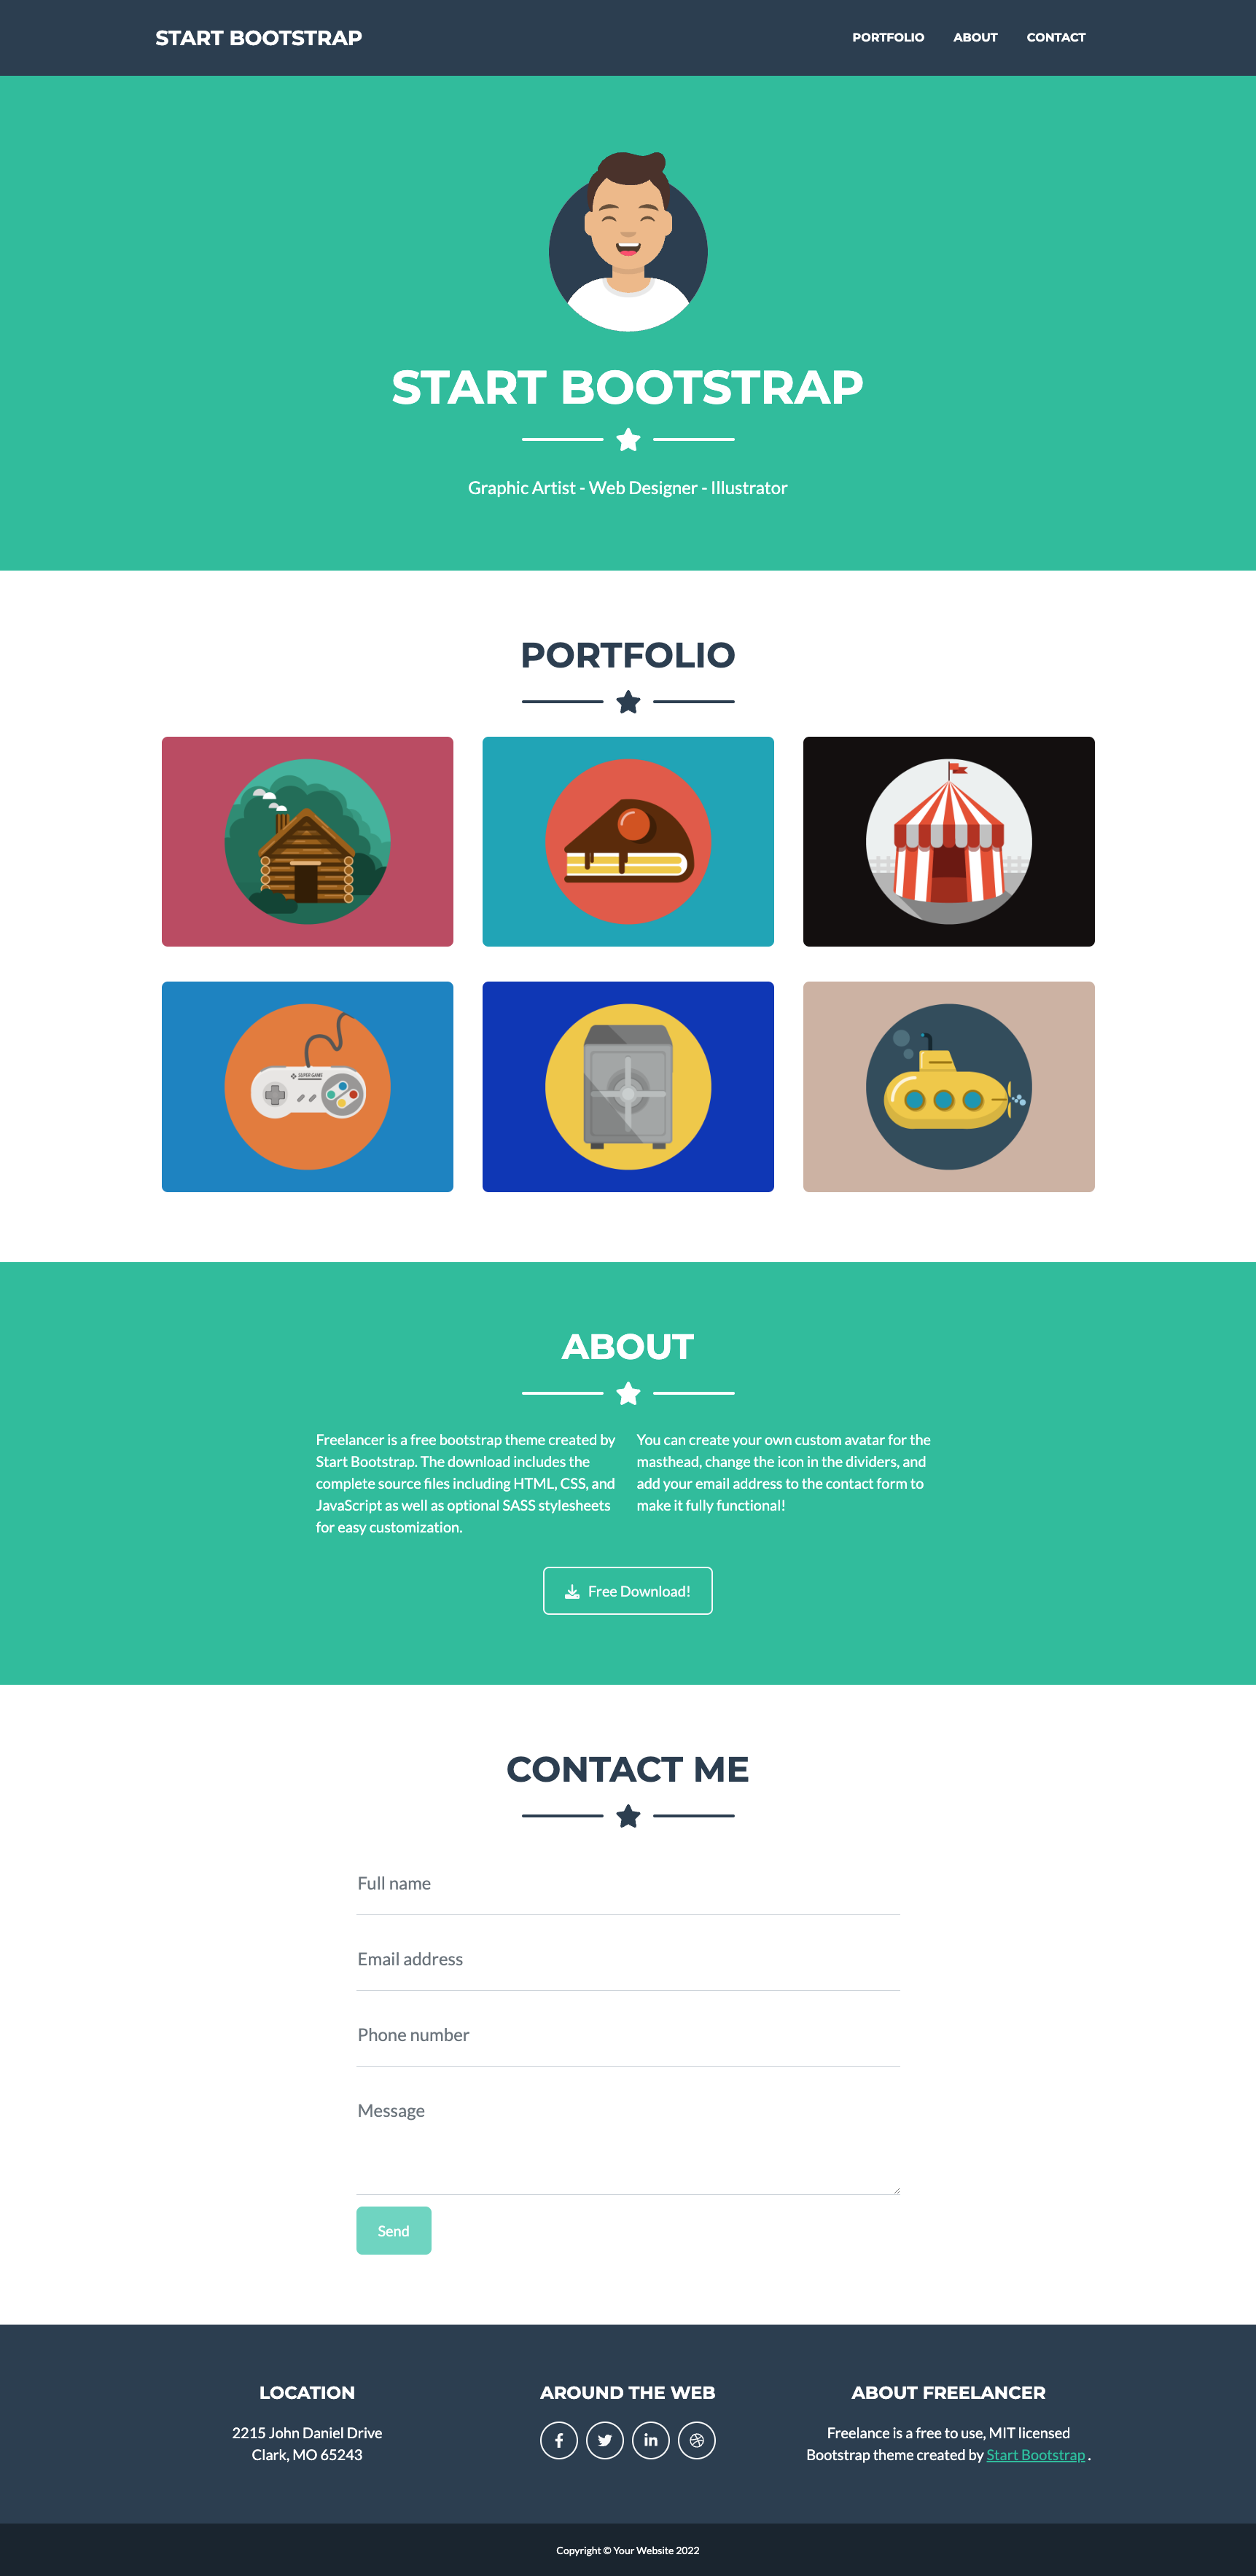 START BOOTSTRAP
PORTFOLIO
ABOUT
CONTACT
START BOOTSTRAP
Graphic Artist - Web Designer - Illustrator
PORTFOLIO
SUPER GAME
ABOUT
Freelancer is a free bootstrap theme created by
Start Bootstrap. The download includes the
complete source files including HTML, CSS, and
JavaScript as well as optional SASS stylesheets
for easy customization.
You can create your own custom avatar for the
masthead, change the icon in the dividers, and
add your email address to the contact form to
make it fully functional!
Free Download!
CONTACT ME
Full name
Email address
Phone number
Message
Send
LOCATION
2215 John Daniel Drive
Clark, MO 65243
AROUND THE WEB
ABOUT FREELANCER
Freelance is a free to use, MIT licensed
Bootstrap theme created by Start Bootstrap .
Copyright © Your Website 2022